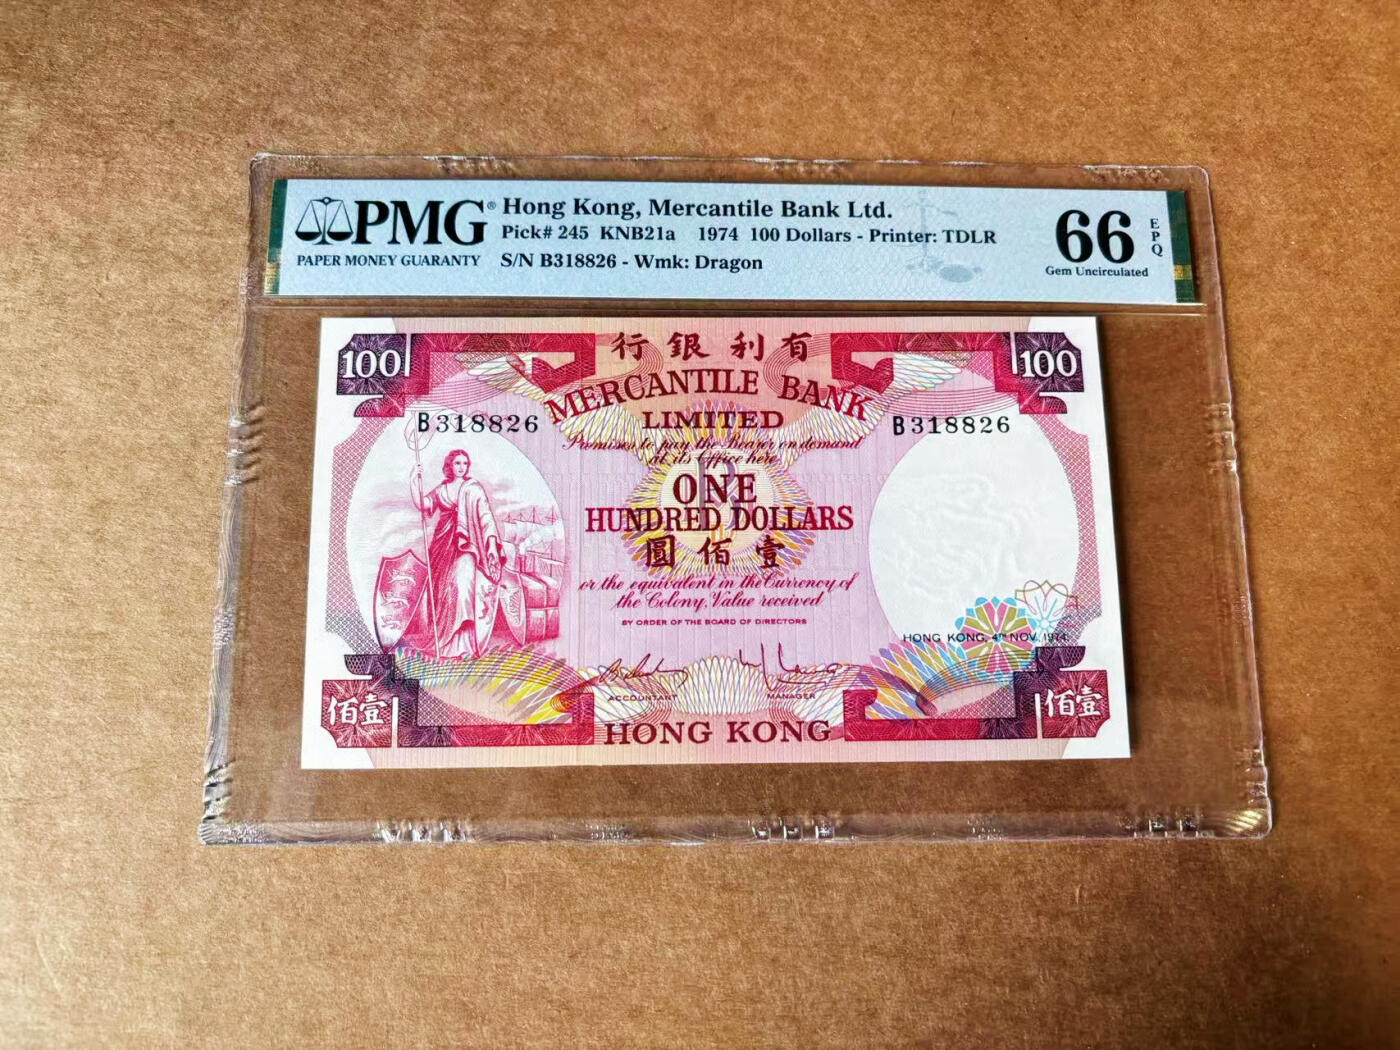 PMG®
PAPER MONEY GUARANTY
Hong Kong, Mercantile Bank Ltd.
Pick# 245 KNB21a 1974 100 Dollars - Printer: TDLR
S/N B318826 - Wmk: Dragon
66
EPQ
Gem Uncirculated
100
行銀利有
100
MERCANTILE BANK
LIMITED
B318826
B318826
Promises to pay the Bearer on demand
at its Office here
ONE
HUNDRED DOLLARS
圓佰壹
or the equivalent in the Currency of
the Colony, Value received
BY ORDER OF THE BOARD OF DIRECTORS
HONG KONG, 4TH NOV. 1974.
ACCOUNTANT
MANAGER
佰壹
HONG KONG
佰壹